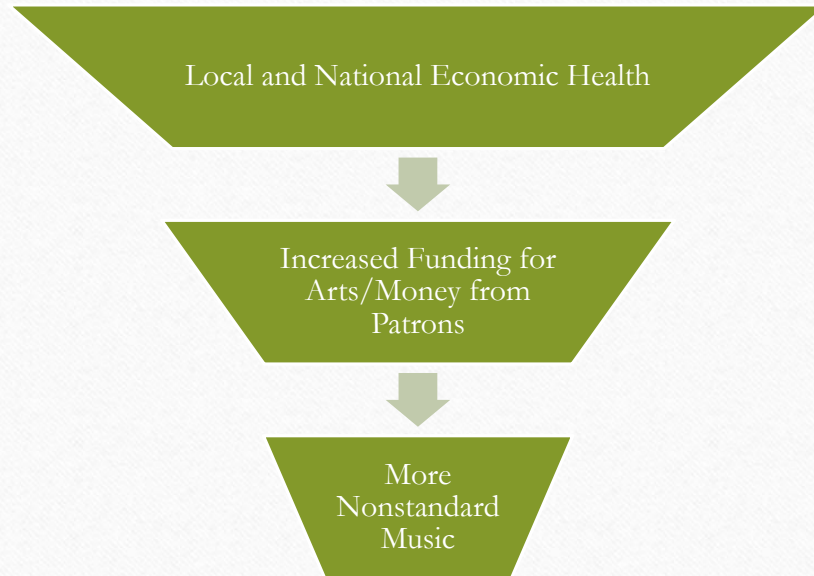 Local and National Economic Health
Increased Funding for
Arts/Money from
Patrons
More
Nonstandard
Music